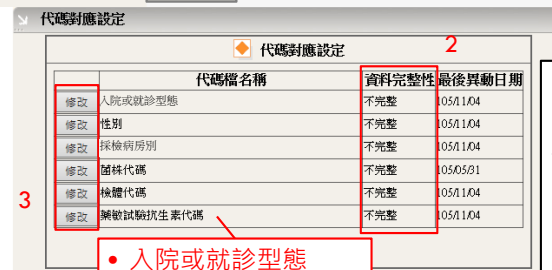 代碼對應設定
代碼對應設定
2
代碼檔名稱 資料完整性 最後異動日期
修改 入院或就診型態 不完整 105/11/04
修改 性別 不完整 105/11/04
修改 採檢病房別 不完整 105/11/04
修改 菌株代碼 不完整 105/05/31
修改 檢體代碼 不完整 105/11/04
3
修改 藥敏試驗抗生素代碼 不完整 105/11/04
• 入院或就診型態